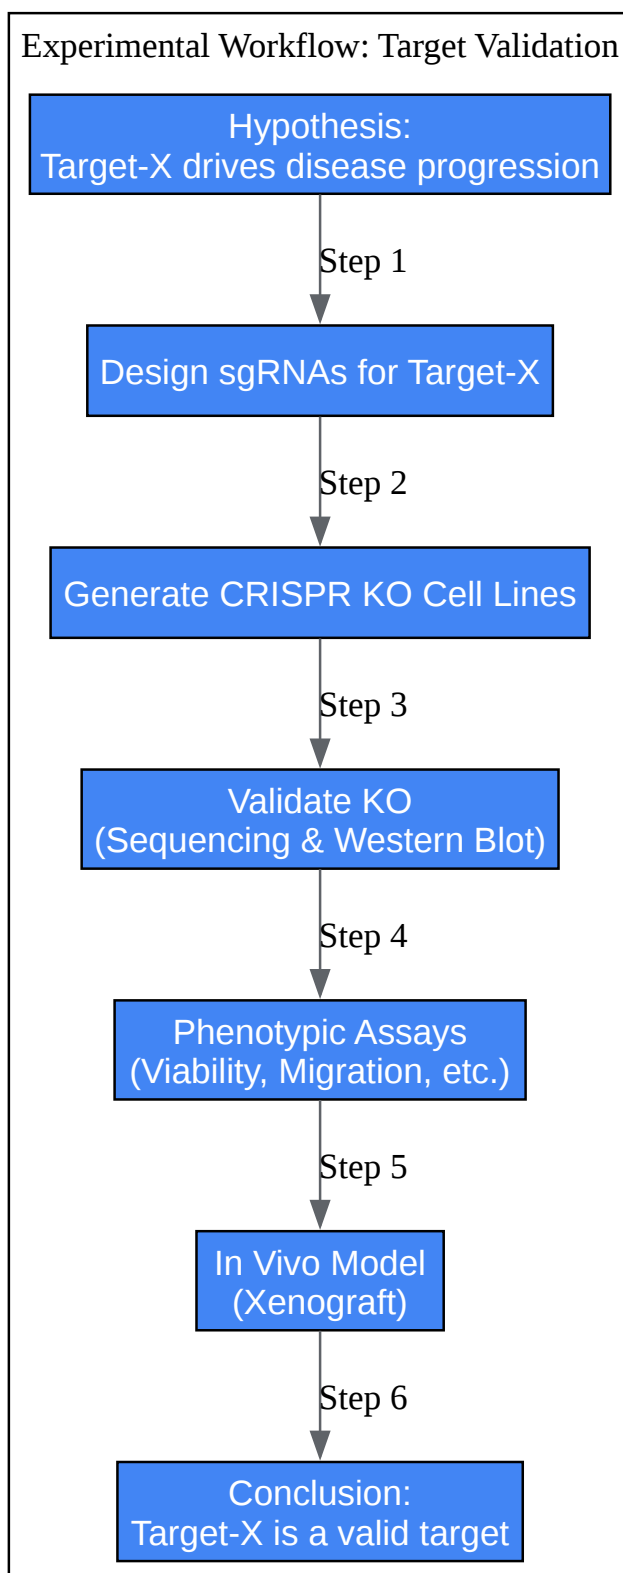 Experimental Workflow: Target Validation
Hypothesis:
Target-X drives disease progression
Step 1
Design sgRNAs for Target-X
Step 2
Generate CRISPR KO Cell Lines
Step 3
Validate KO
(Sequencing & Western Blot)
Step 4
Phenotypic Assays
(Viability, Migration, etc.)
Step 5
In Vivo Model
(Xenograft)
Step 6
Conclusion:
Target-X is a valid target